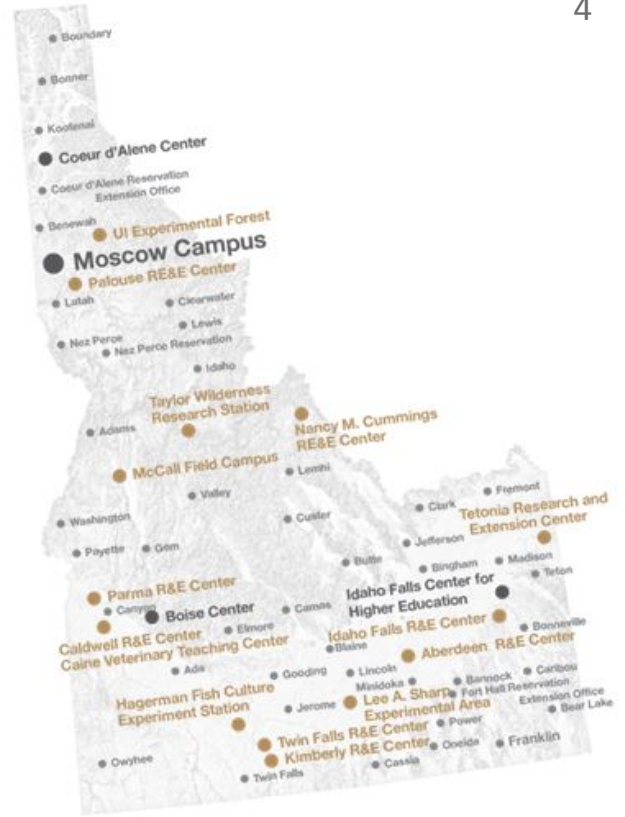 4
Boundary
Bonner
Kootenai
Coeur d'Alene Center
Coeur d'Alene Reservation
Extension Office
Benewah
UI Experimental Forest
Moscow Campus
Palouse RE&E Center
Latah
Clearwater
Lewis
Nez Perce
Nez Perce Reservation
Idaho
Taylor Wilderness
Research Station
Nancy M. Cummings
RE&E Center
Adams
McCall Field Campus
Lemhi
Valley
Fremont
Clark
Tetonia Research and
Extension Center
Washington
Custer
Jefferson
Payette
Gem
Butte
Madison
Bingham
Teton
Idaho Falls Center for
Higher Education
Parma R&E Center
Canyon
Boise Center
Camas
Idaho Falls R&E Center
Caldwell R&E Center
Caine Veterinary Teaching Center
Elmore
Blaine
Bonneville
Aberdeen R&E Center
Ada
Gooding
Lincoln
Caribou
Minidoka
Bannock
Fort Hall Reservation
Extension Office
Hagerman Fish Culture
Experiment Station
Lee A. Sharp
Experimental Area
Jerome
Bear Lake
Power
Twin Falls R&E Center
Kimberly R&E Center
Oneida
Franklin
Owyhee
Cassia
Twin Falls